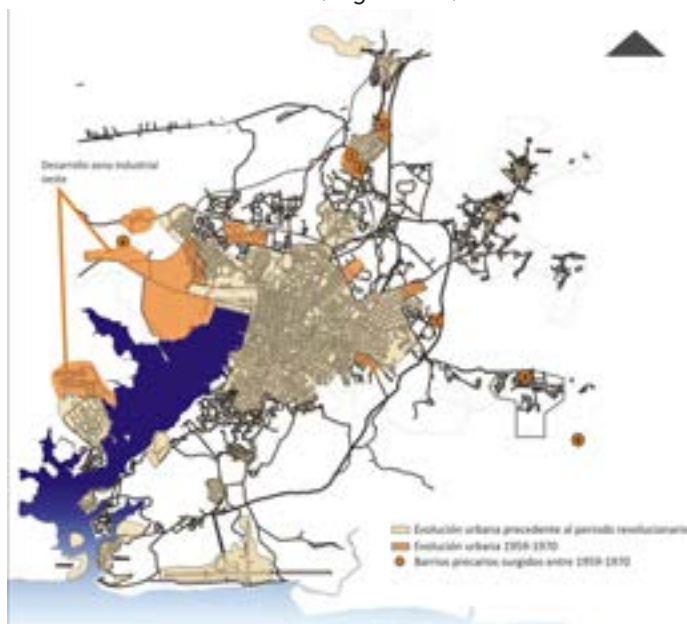 Desarrollo zona industrial
oeste
Evolución urbana precedente al periodo revolucionario
Evolución urbana 1959-1970
Barrios precarios surgidos entre 1959-1970